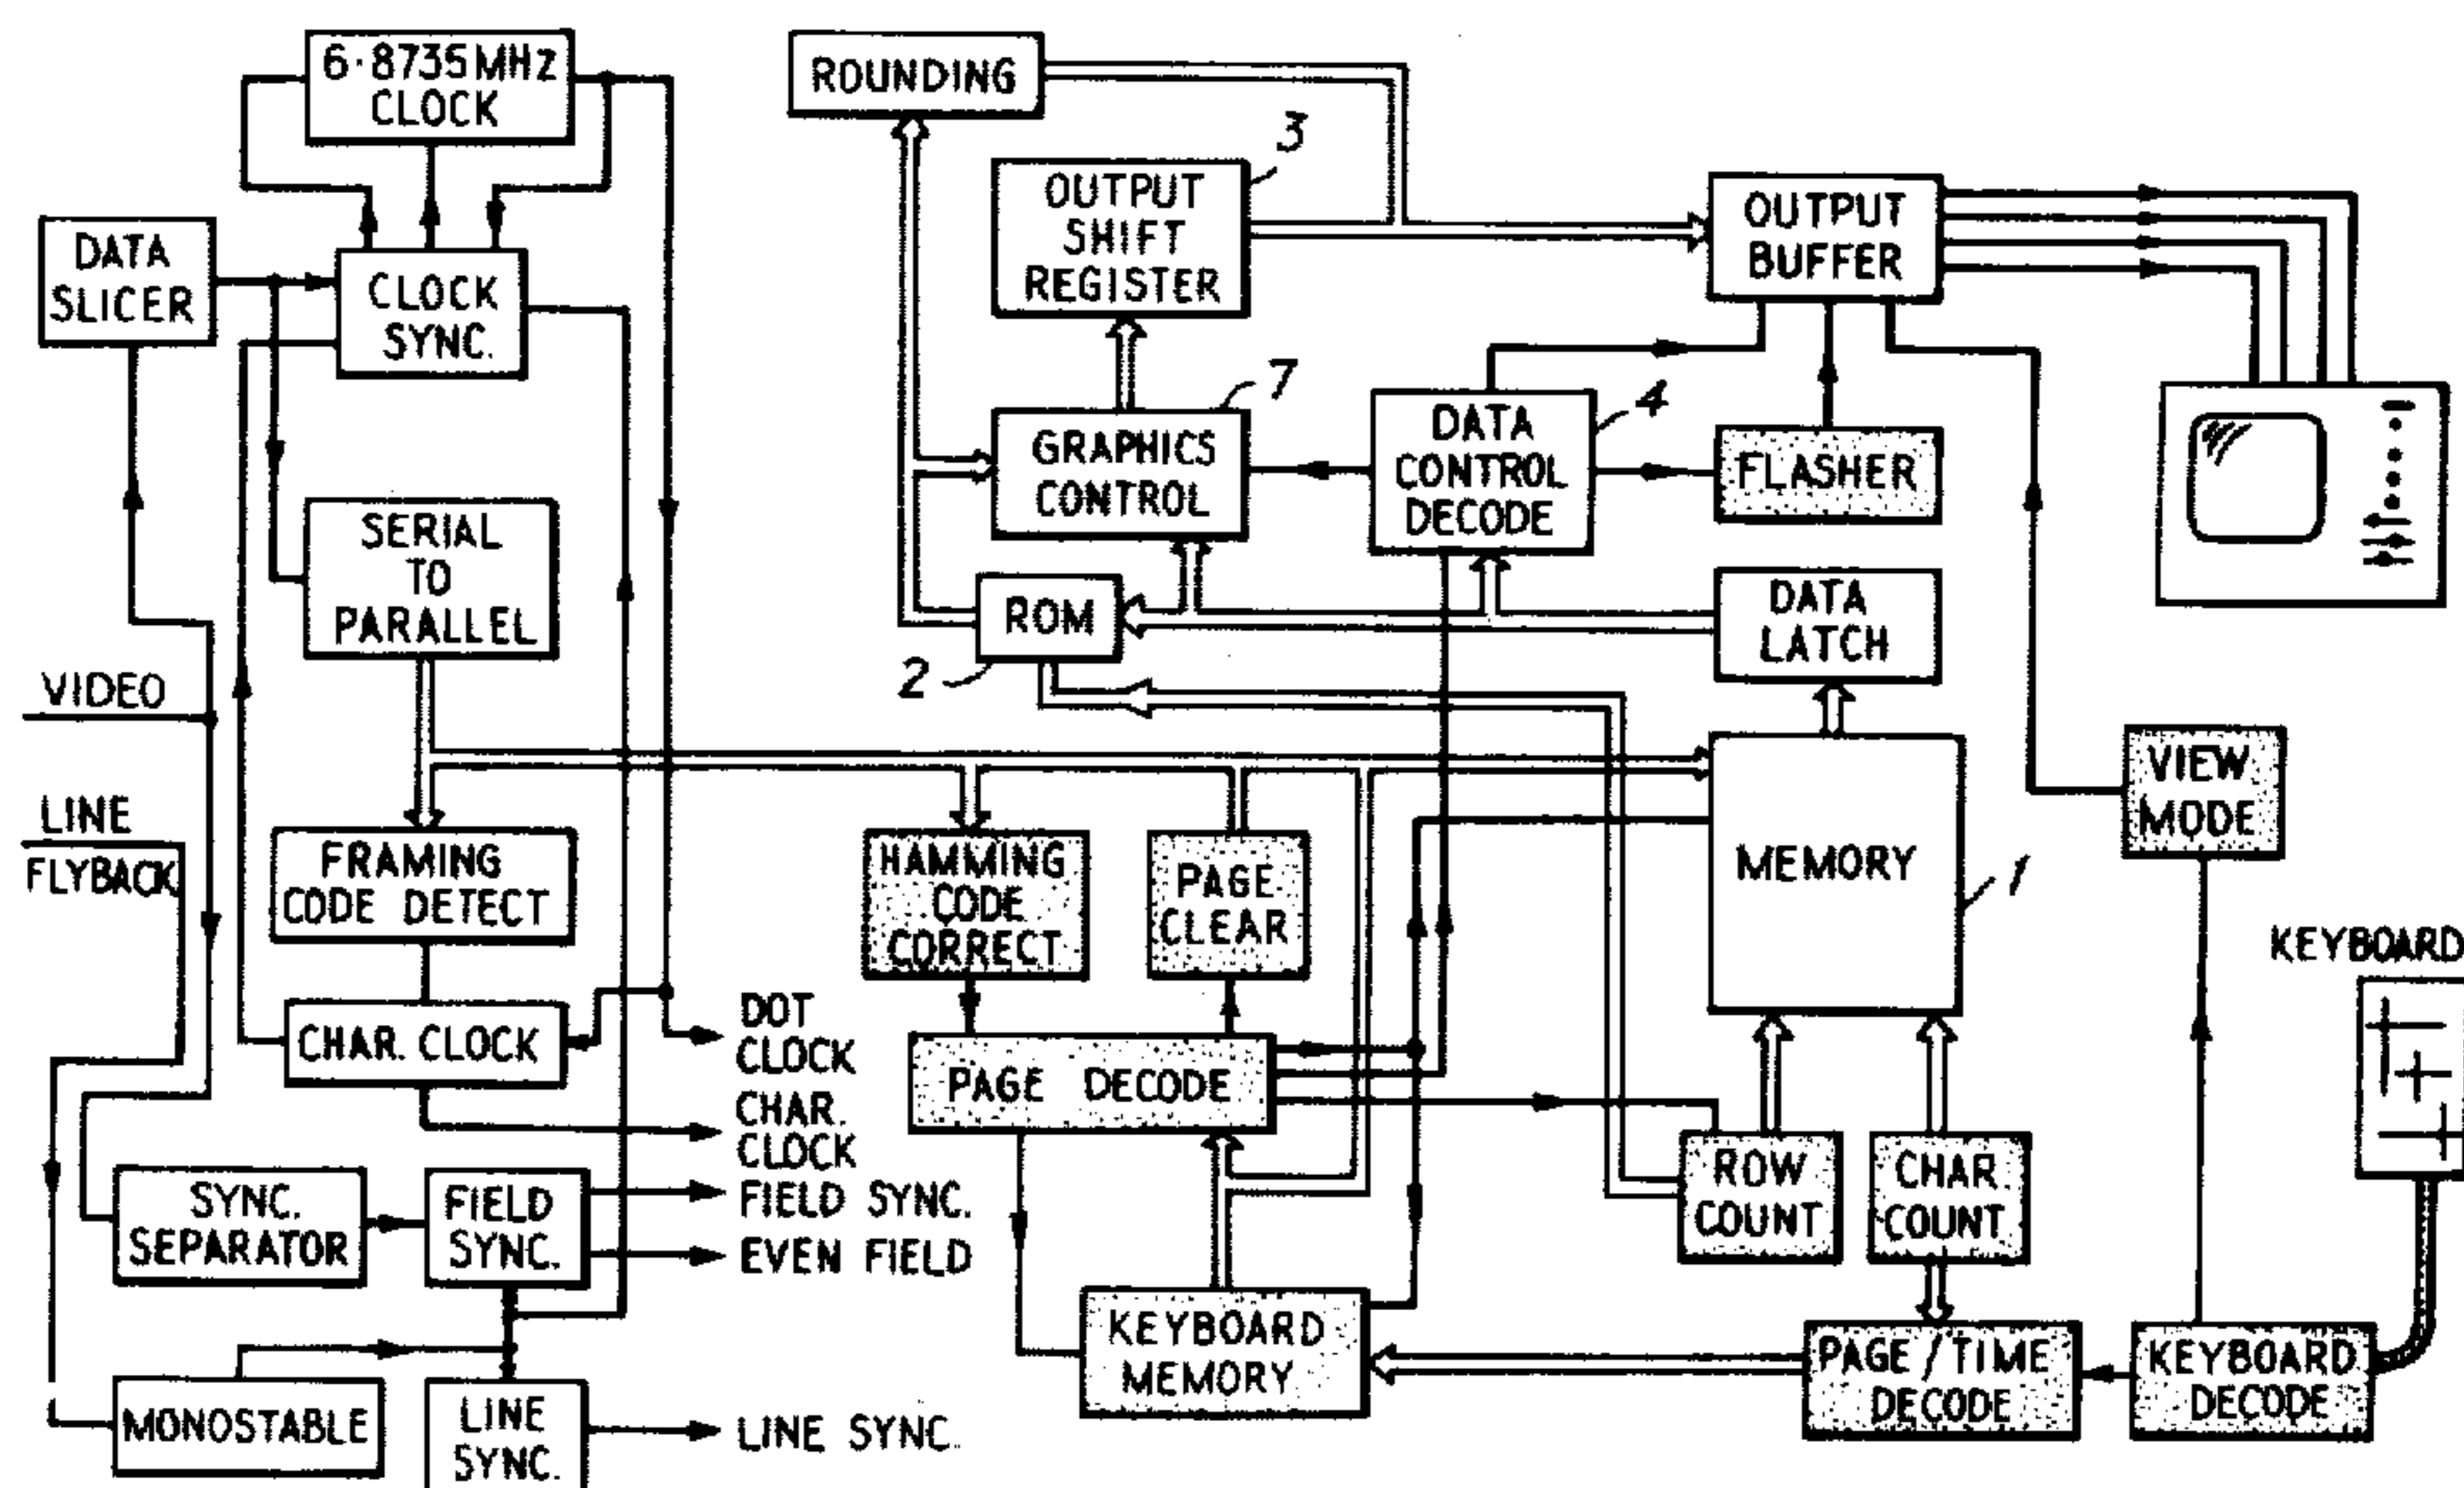 6·8735MHz
CLOCK
ROUNDING
3
OUTPUT
SHIFT
REGISTER
OUTPUT
BUFFER
DATA
SLICER
CLOCK
SYNC.
7
GRAPHICS
CONTROL
4
DATA
CONTROL
DECODE
FLASHER
SERIAL
TO
PARALLEL
ROM
2
DATA
LATCH
VIDEO
LINE
FLYBACK
FRAMING
CODE DETECT
HAMMING
CODE
CORRECT
PAGE
CLEAR
MEMORY
1
VIEW
MODE
KEYBOARD
CHAR. CLOCK
DOT
CLOCK
CHAR.
CLOCK
PAGE DECODE
ROW
COUNT
CHAR
COUNT
SYNC.
SEPARATOR
FIELD
SYNC.
FIELD SYNC.
EVEN FIELD
KEYBOARD
MEMORY
PAGE/TIME
DECODE
KEYBOARD
DECODE
MONOSTABLE
LINE
SYNC.
LINE SYNC.